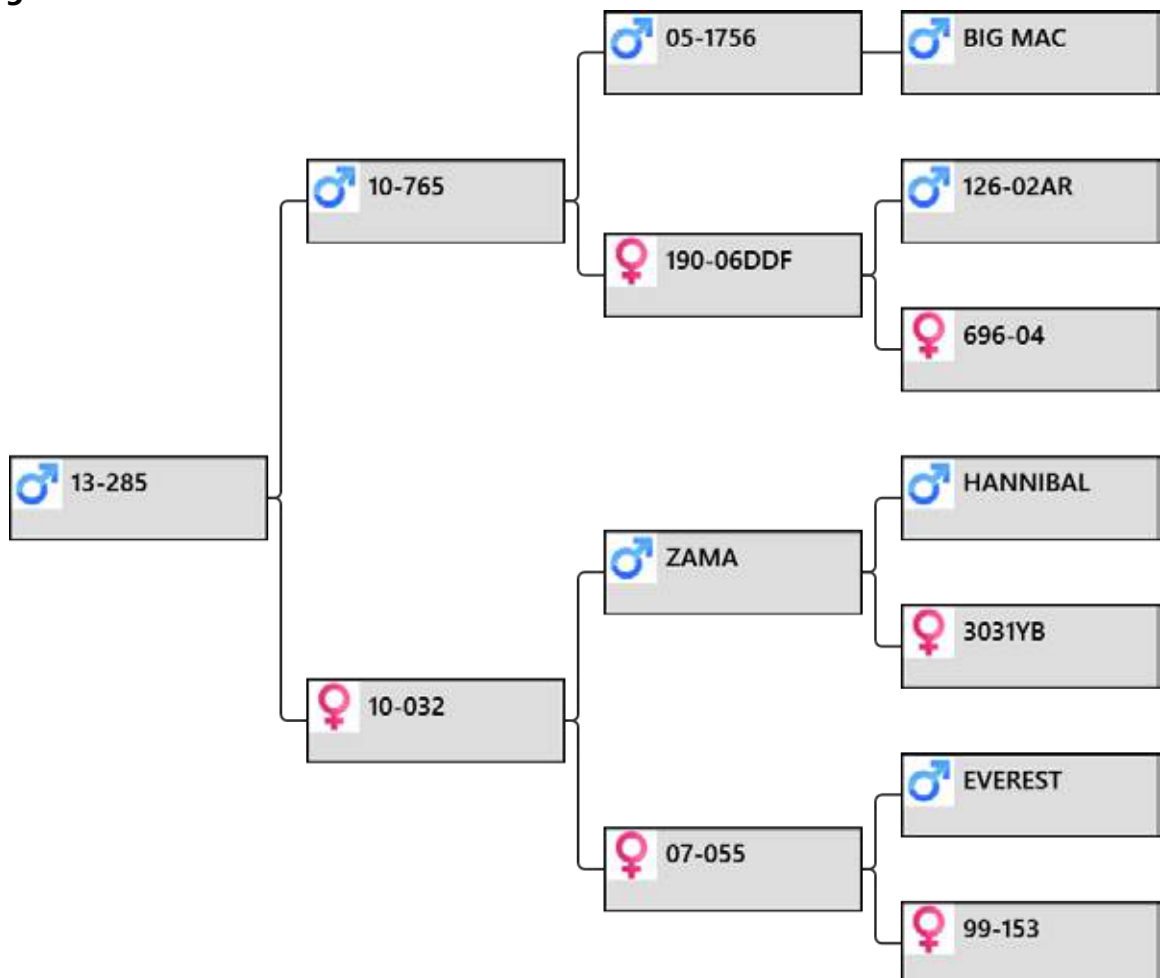 05-1756
BIG MAC
10-765
126-02AR
190-06DDF
696-04
13-285
HANNIBAL
ZAMA
3031YB
10-032
EVEREST
07-055
99-153